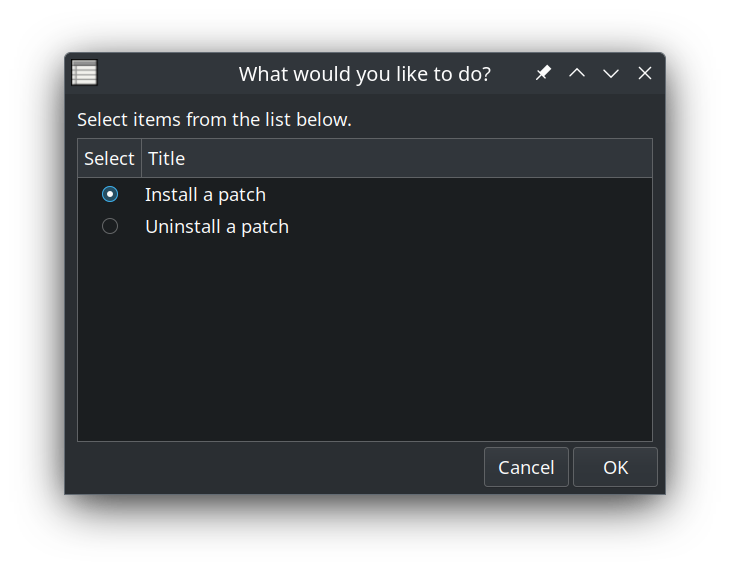 What would you like to do?
Select items from the list below.
Select Title
Install a patch
Uninstall a patch
Cancel OK